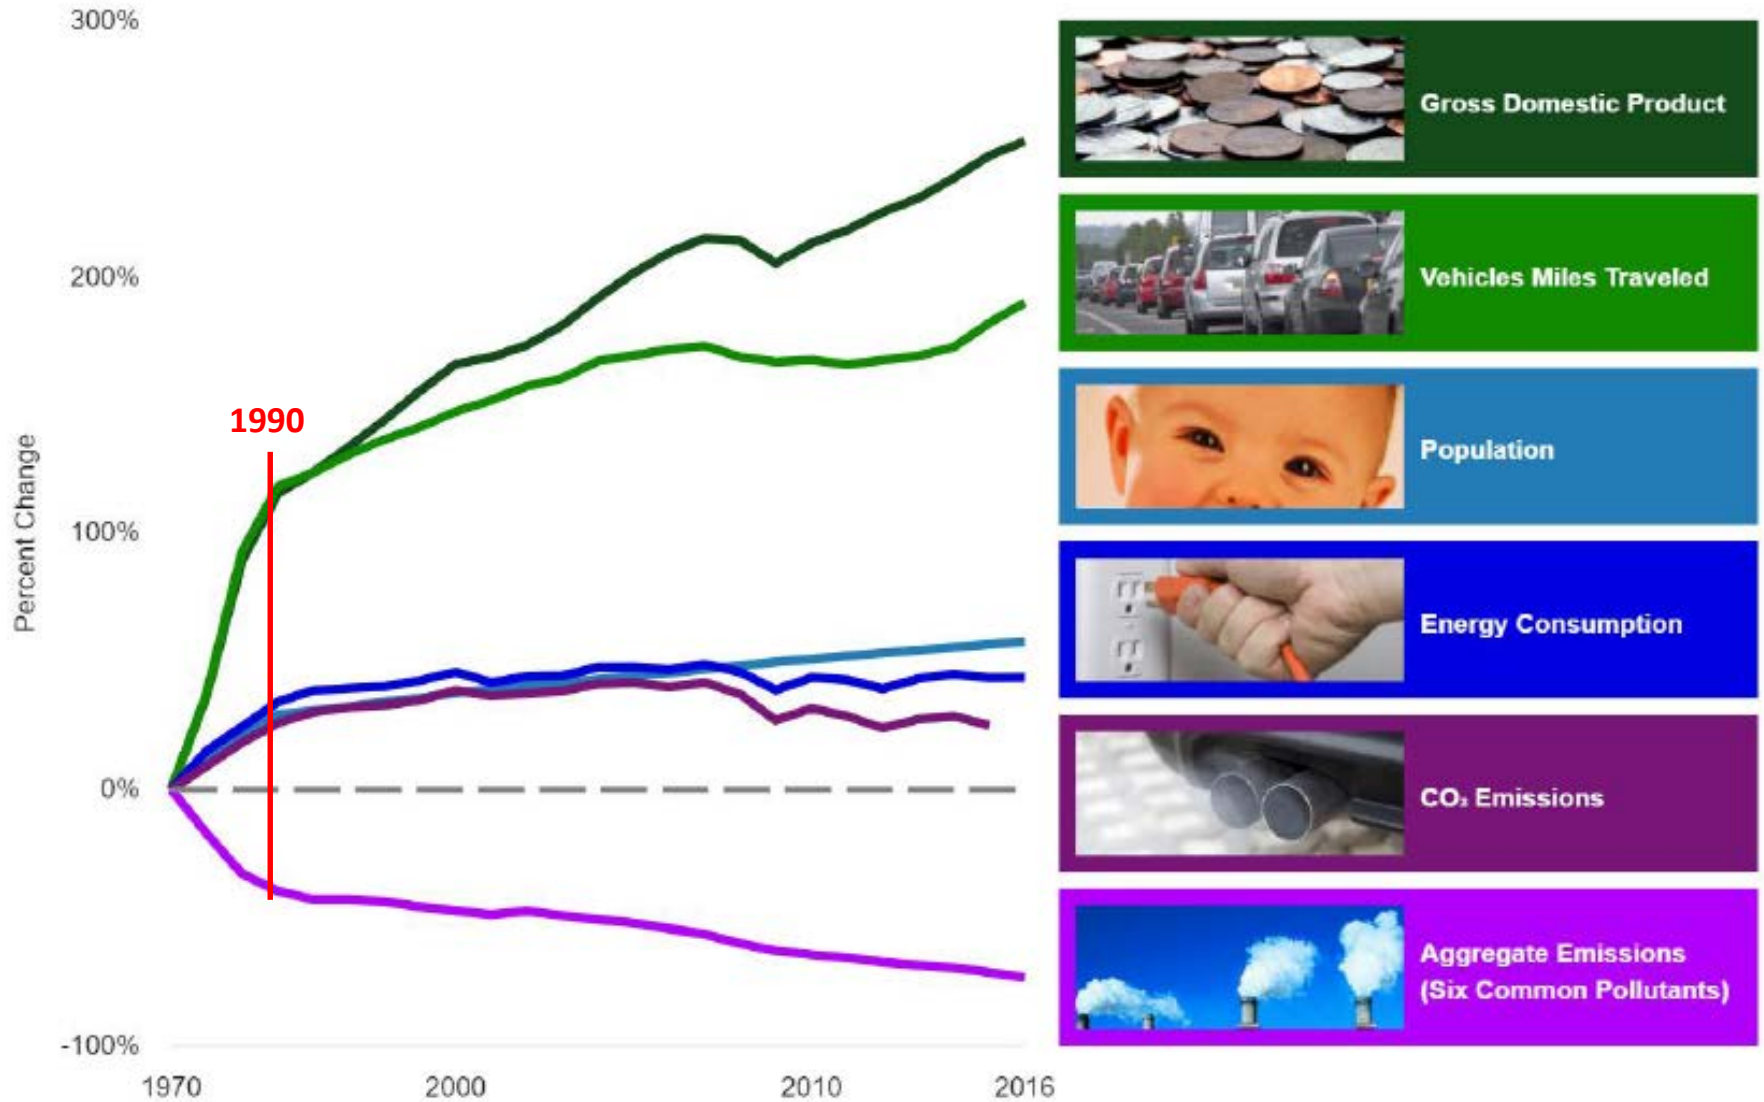 300%
200%
100%
0%
-100%
Percent Change
1990
1970
2000
2010
2016
Gross Domestic Product
Vehicles Miles Traveled
Population
Energy Consumption
CO₂ Emissions
Aggregate Emissions
(Six Common Pollutants)